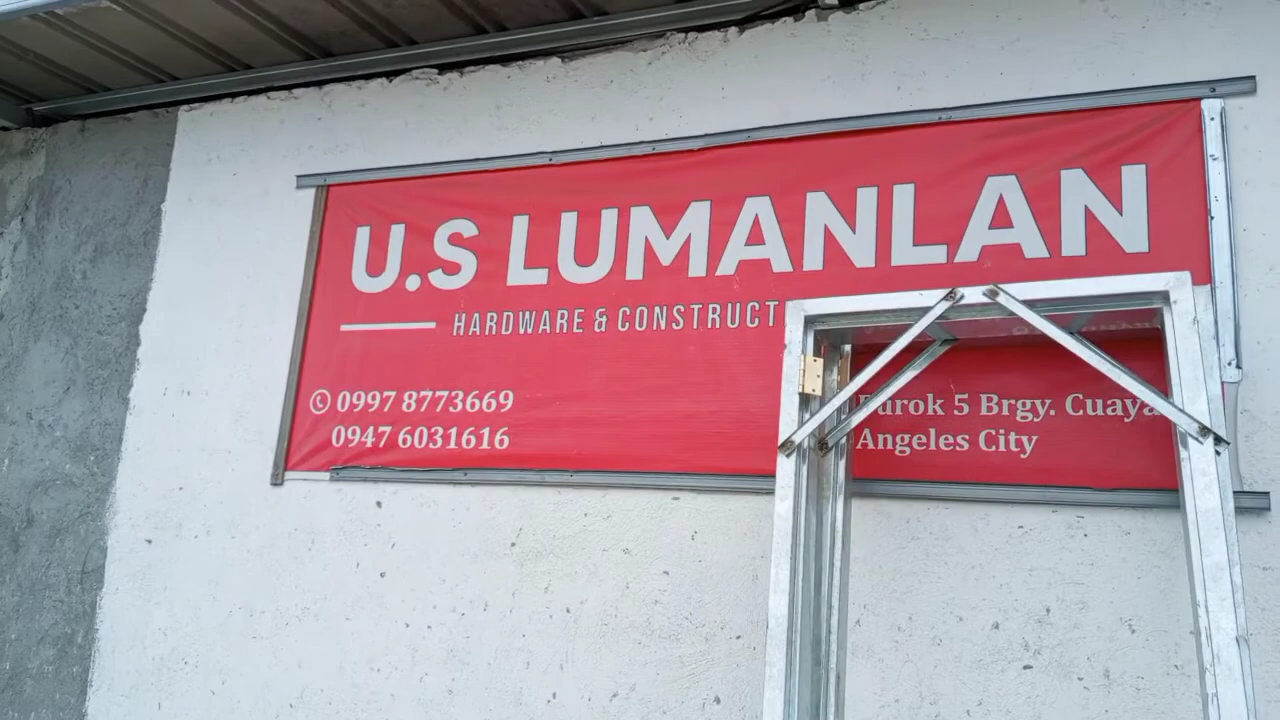 U.S LUMANLAN
HARDWARE & CONSTRUCT
0997 8773669
0947 6031616
Purok 5 Brgy. Cuaya
Angeles City